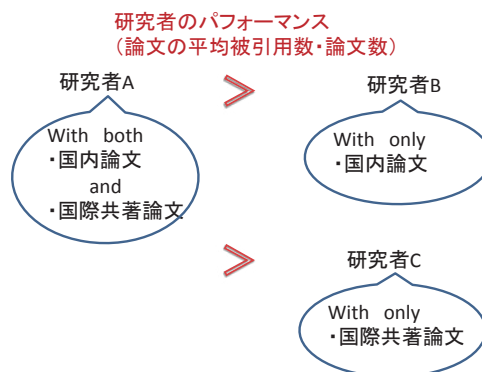 研究者のパフォーマンス
（論文の平均被引用数・論文数）
研究者A
>
研究者B
With both
・国内論文
and
・国際共著論文
With only
・国内論文
>
研究者C
With only
・国際共著論文